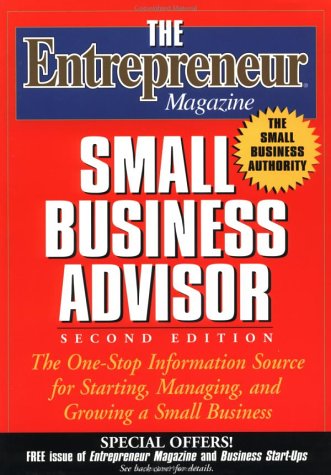 THE
Entrepreneur®
Magazine
THE
SMALL
BUSINESS
AUTHORITY
SMALL
BUSINESS
ADVISOR
SECOND EDITION
The One-Stop Information Source
for Starting, Managing, and
Growing a Small Business
SPECIAL OFFERS!
FREE issue of Entrepreneur Magazine and Business Start-Ups
See back cover for details.